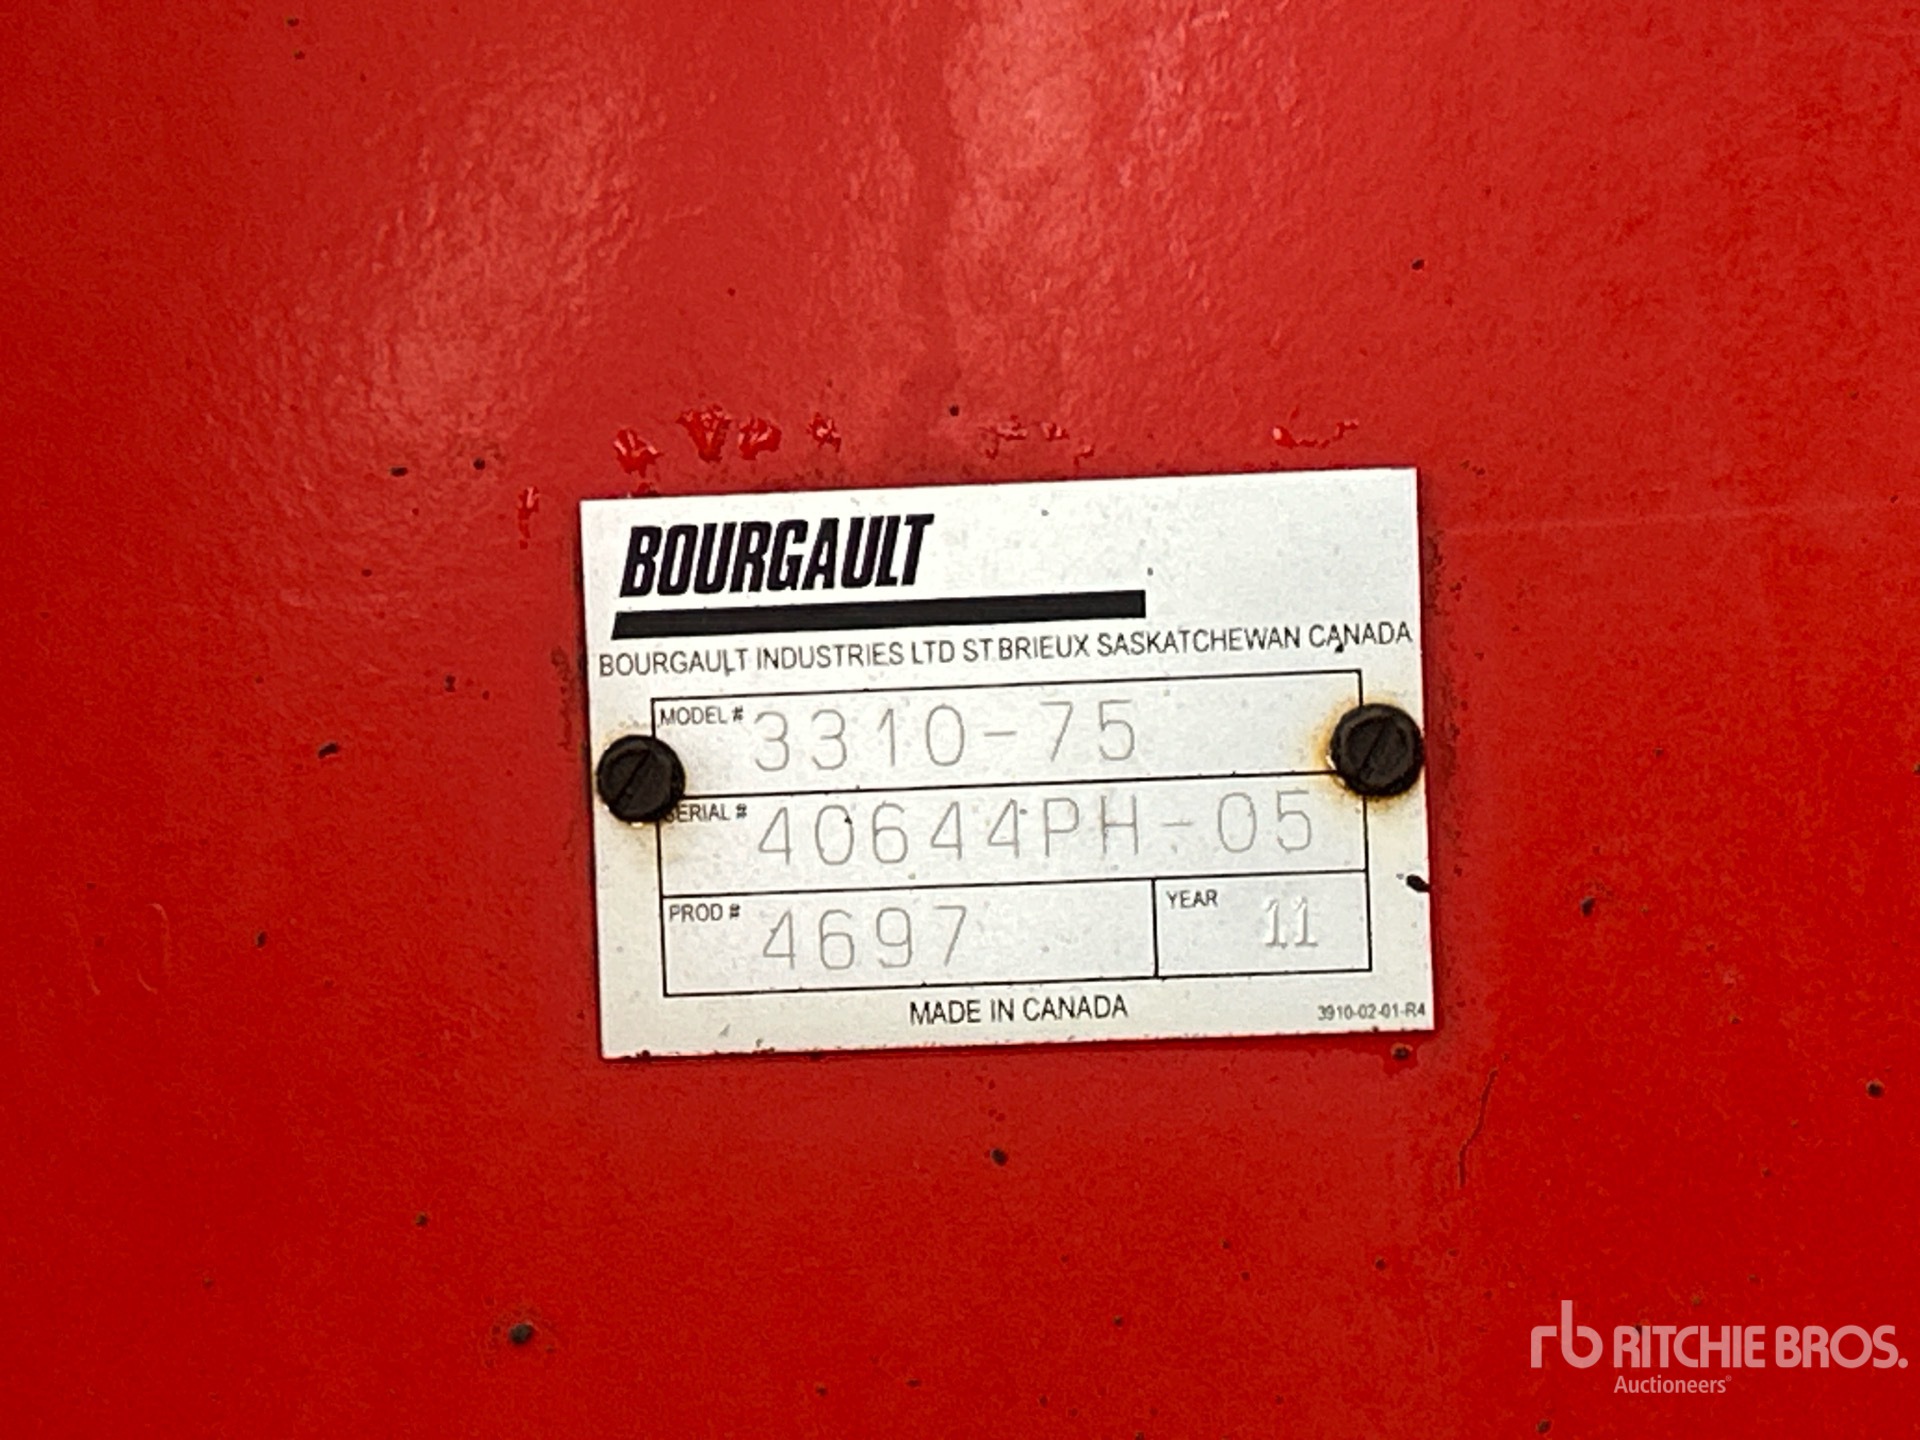 BOURGAULT
BOURGAULT INDUSTRIES LTD ST BRIEUX SASKATCHEWAN CANADA
MODEL # 3310-75
SERIAL # 40644PH-05
PROD # 4697 YEAR 11
MADE IN CANADA 3910-02-01-R4
rb RITCHIE BROS.
Auctioneers